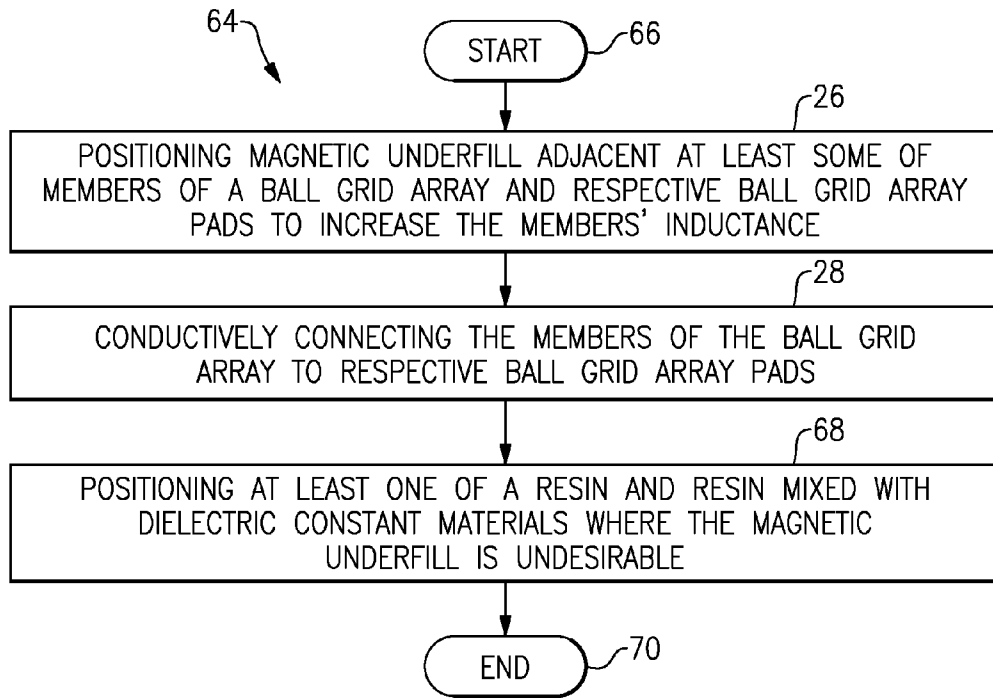 64
START
66
26
POSITIONING MAGNETIC UNDERFILL ADJACENT AT LEAST SOME OF
MEMBERS OF A BALL GRID ARRAY AND RESPECTIVE BALL GRID ARRAY
PADS TO INCREASE THE MEMBERS' INDUCTANCE
28
CONDUCTIVELY CONNECTING THE MEMBERS OF THE BALL GRID
ARRAY TO RESPECTIVE BALL GRID ARRAY PADS
68
POSITIONING AT LEAST ONE OF A RESIN AND RESIN MIXED WITH
DIELECTRIC CONSTANT MATERIALS WHERE THE MAGNETIC
UNDERFILL IS UNDESIRABLE
END
70